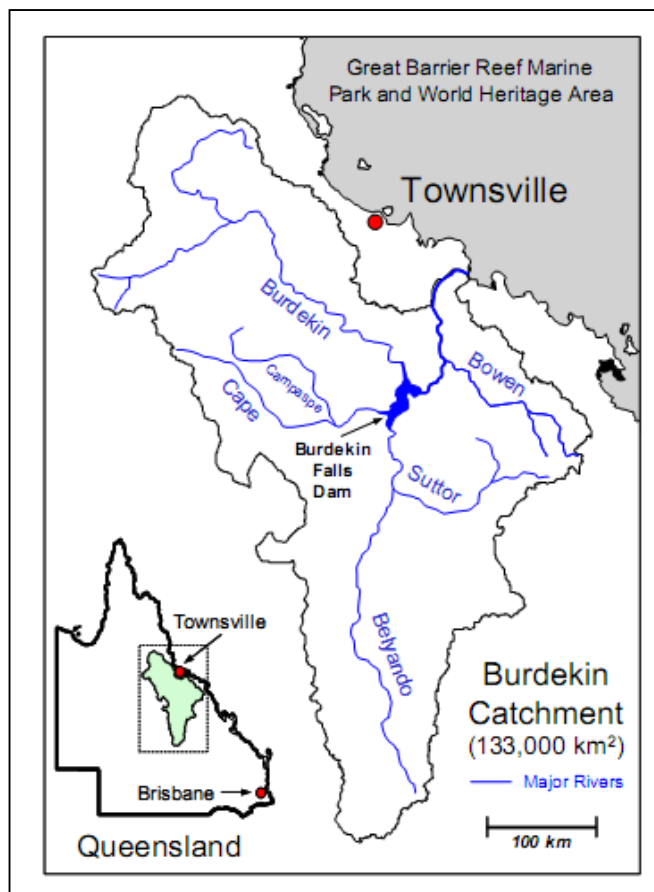 Great Barrier Reef Marine
Park and World Heritage Area
Townsville
Burdekin
Bowen
Campaspe
Cape
Burdekin
Falls
Dam
Suttor
Belyando
Townsville
Brisbane
Queensland
Burdekin
Catchment
(133,000 km²)
Major Rivers
100 km